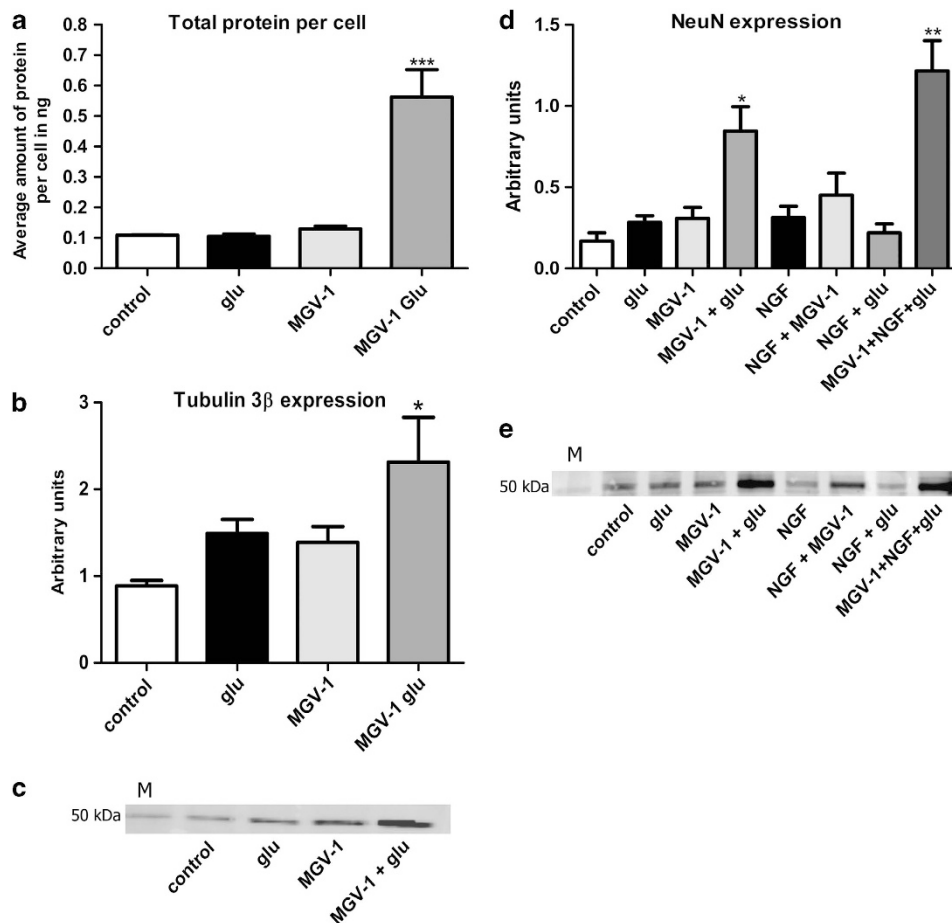 a
Total protein per cell
Average amount of protein
per cell in ng
0.8
0.7
0.6
0.5
0.4
0.3
0.2
0.1
0.0
***
control
glu
MGV-1
MGV-1 Glu
b
Tubulin 3β expression
Arbitrary units
3
2
1
0
*
control
glu
MGV-1
MGV-1 glu
c
M
50 kDa
control
glu
MGV-1
MGV-1 + glu
d
NeuN expression
Arbitrary units
1.5
1.0
0.5
0.0
*
**
control
glu
MGV-1
MGV-1 + glu
NGF
NGF + MGV-1
NGF + glu
MGV-1+NGF+glu
e
M
50 kDa
control
glu
MGV-1
MGV-1 + glu
NGF
NGF + MGV-1
NGF + glu
MGV-1+NGF+glu